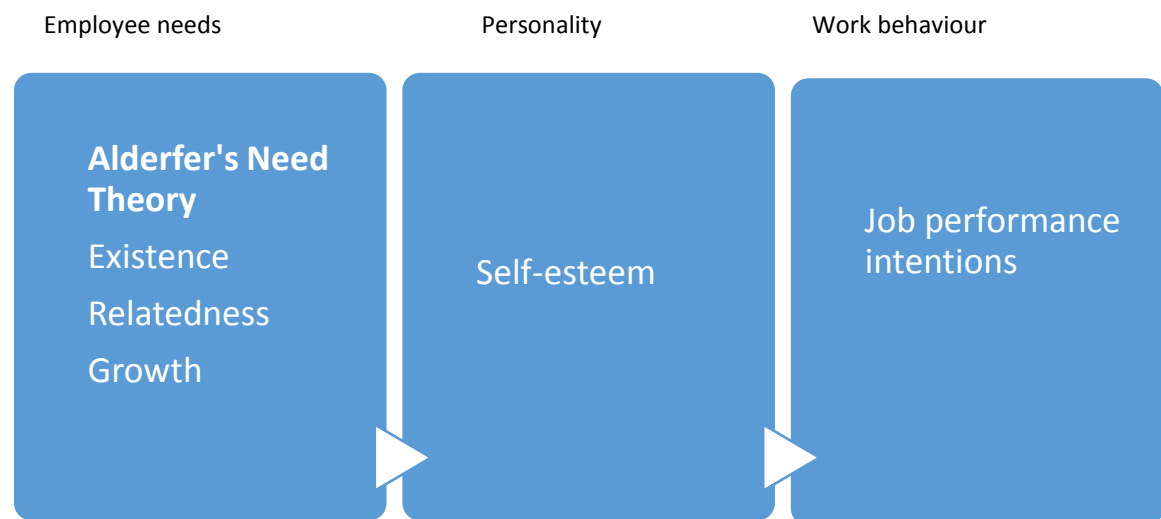 Employee needs
Personality
Work behaviour
Alderfer's Need
Theory
Existence
Relatedness
Growth
Self-esteem
Job performance
intentions